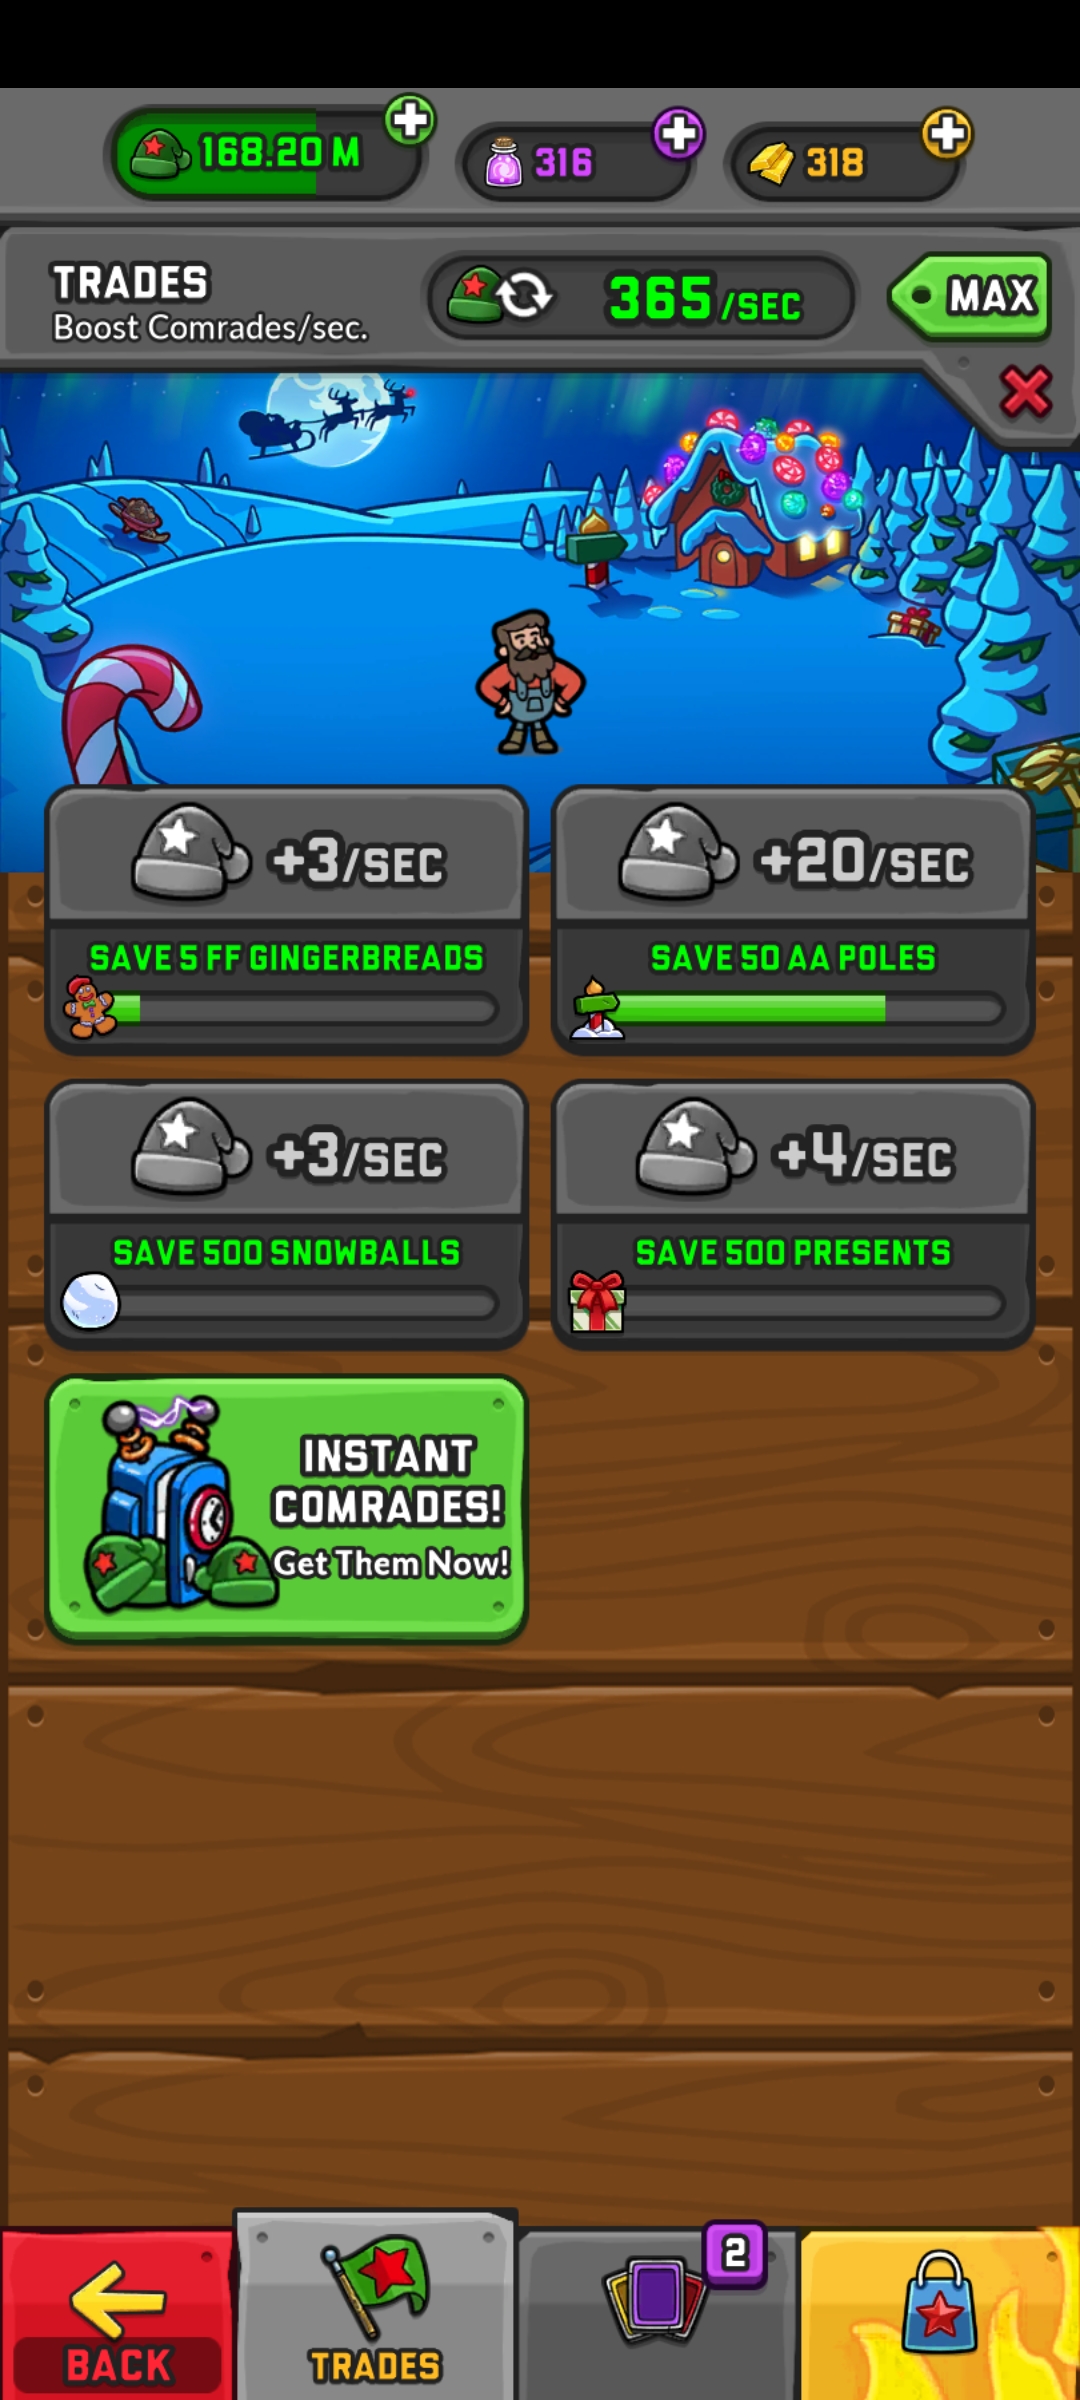 168.20 M
316
318
TRADES
Boost Comrades/sec.
365/SEC
MAX
+3/SEC
+20/SEC
SAVE 5 FF GINGERBREADS
SAVE 50 AA POLES
+3/SEC
+4/SEC
SAVE 500 SNOWBALLS
SAVE 500 PRESENTS
INSTANT
COMRADES!
Get Them Now!
2
BACK
TRADES